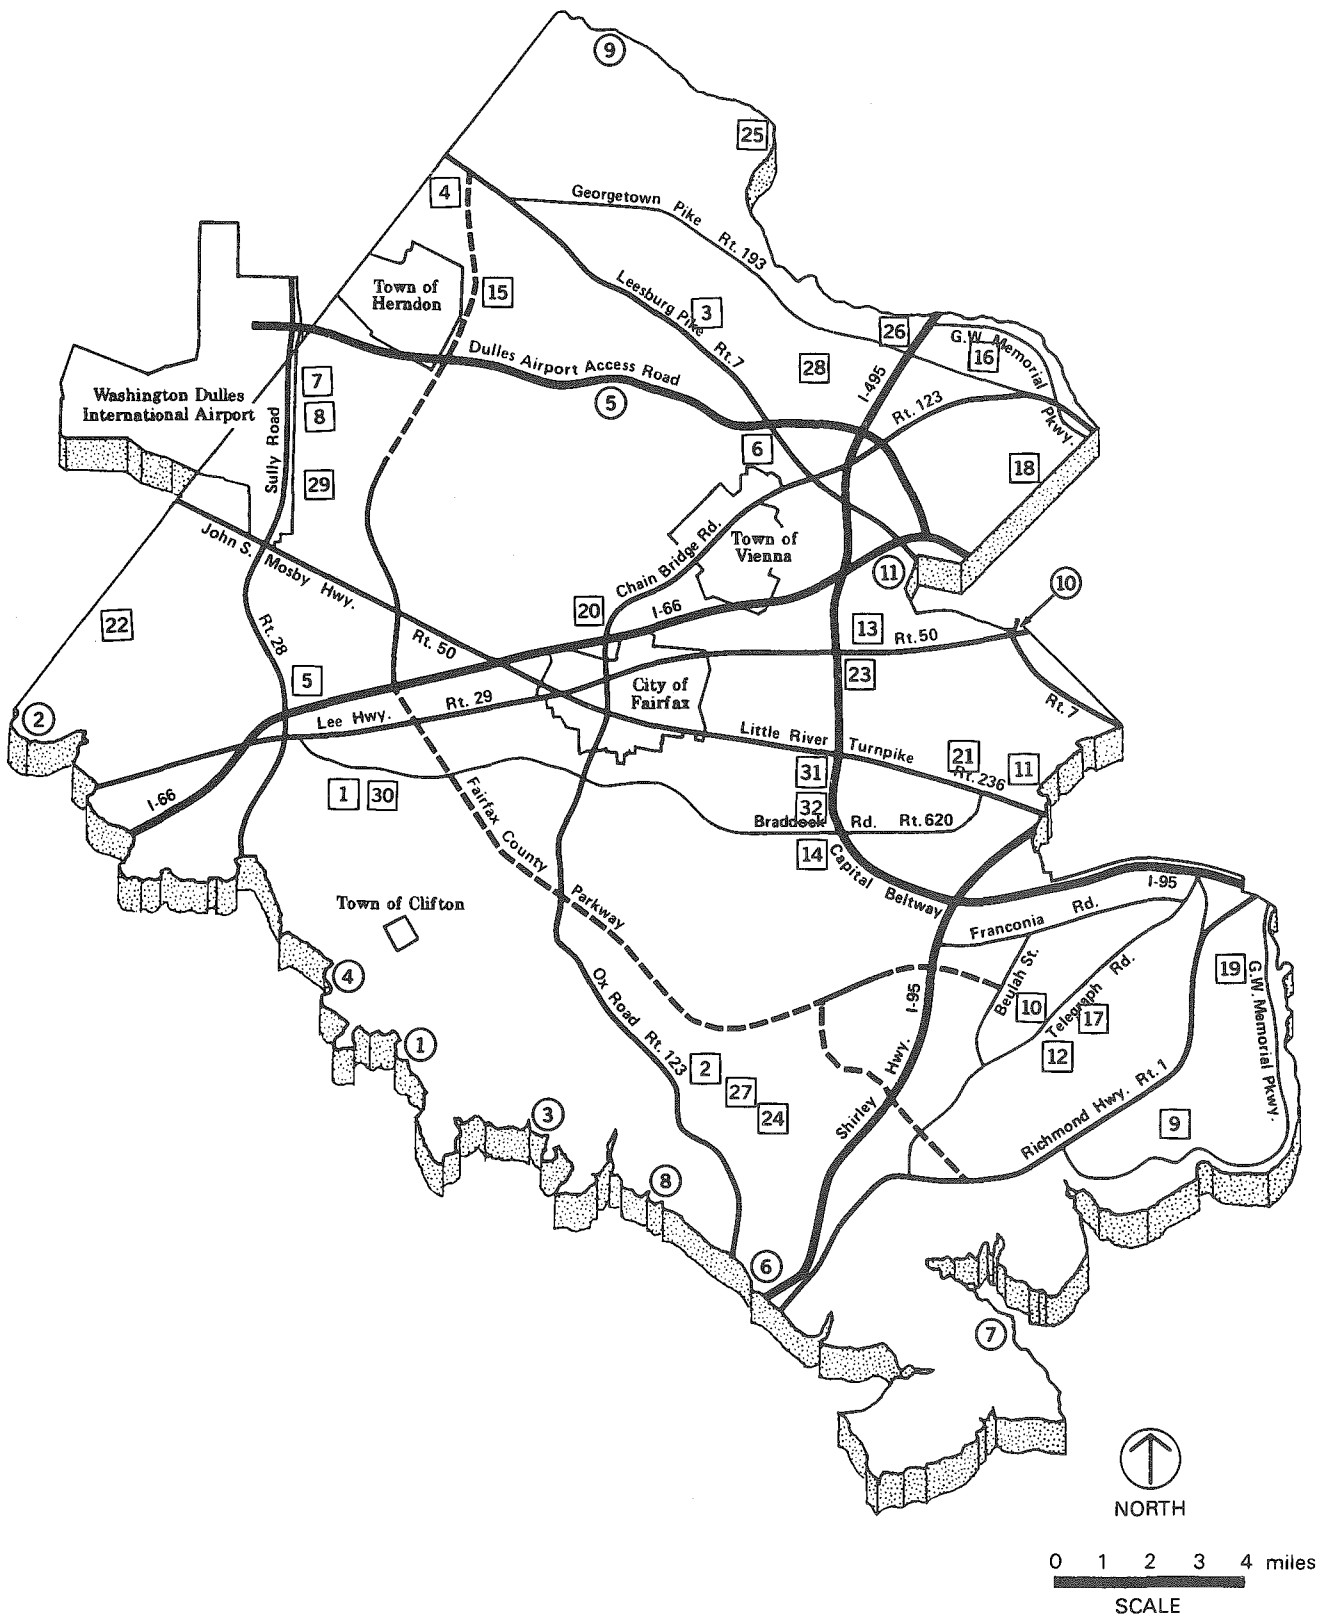 9
25
4
Georgetown Pike Rt. 193
Town of
Herndon
15
Leesburg Pike Rt.7
3
26
G.W. Memorial Pkwy.
16
Dulles Airport Access Road
28
I-495
Rt. 123
Washington Dulles
International Airport
7
8
5
Sully Road
6
18
29
John S. Mosby Hwy. Rt. 50
Chain Bridge Rd.
Town of
Vienna
11
10
22
20
I-66
13
Rt. 50
Rt. 28
5
23
City of
Fairfax
Rt. 7
2
Lee Hwy. Rt. 29
Little River Turnpike Rt. 236
21
11
31
I-66
1
30
32
Braddock Rd. Rt. 620
14
Fairfax County Parkway
Capital Beltway
I-95
Town of Clifton
Franconia Rd.
4
Ox Road Rt. 123
I-95
Beulah St.
19
G.W. Memorial Pkwy.
10
Telegraph Rd.
17
1
12
2
27
24
Shirley Hwy.
Richmond Hwy. Rt. 1
9
3
8
6
7
NORTH
0 1 2 3 4 miles
SCALE